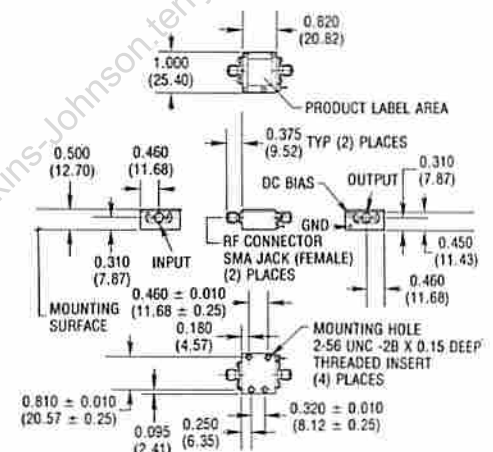 kins-Johnson.terr
0.820
(20.82)
1.000
(25.40)
PRODUCT LABEL AREA
0.375 TYP (2) PLACES
(9.52)
0.500
(12.70)
0.460
(11.68)
DC BIAS
OUTPUT
0.310
(7.87)
GND
0.310
(7.87)
INPUT
RF CONNECTOR
SMA JACK (FEMALE)
(2) PLACES
0.450
(11.43)
0.460
(11.68)
MOUNTING
SURFACE
0.460 ± 0.010
(11.68 ± 0.25)
0.180
(4.57)
MOUNTING HOLE
2-56 UNC -2B X 0.15 DEEP
THREADED INSERT
(4) PLACES
0.810 ± 0.010
(20.57 ± 0.25)
0.095
(2.41)
0.250
(6.35)
0.320 ± 0.010
(8.12 ± 0.25)